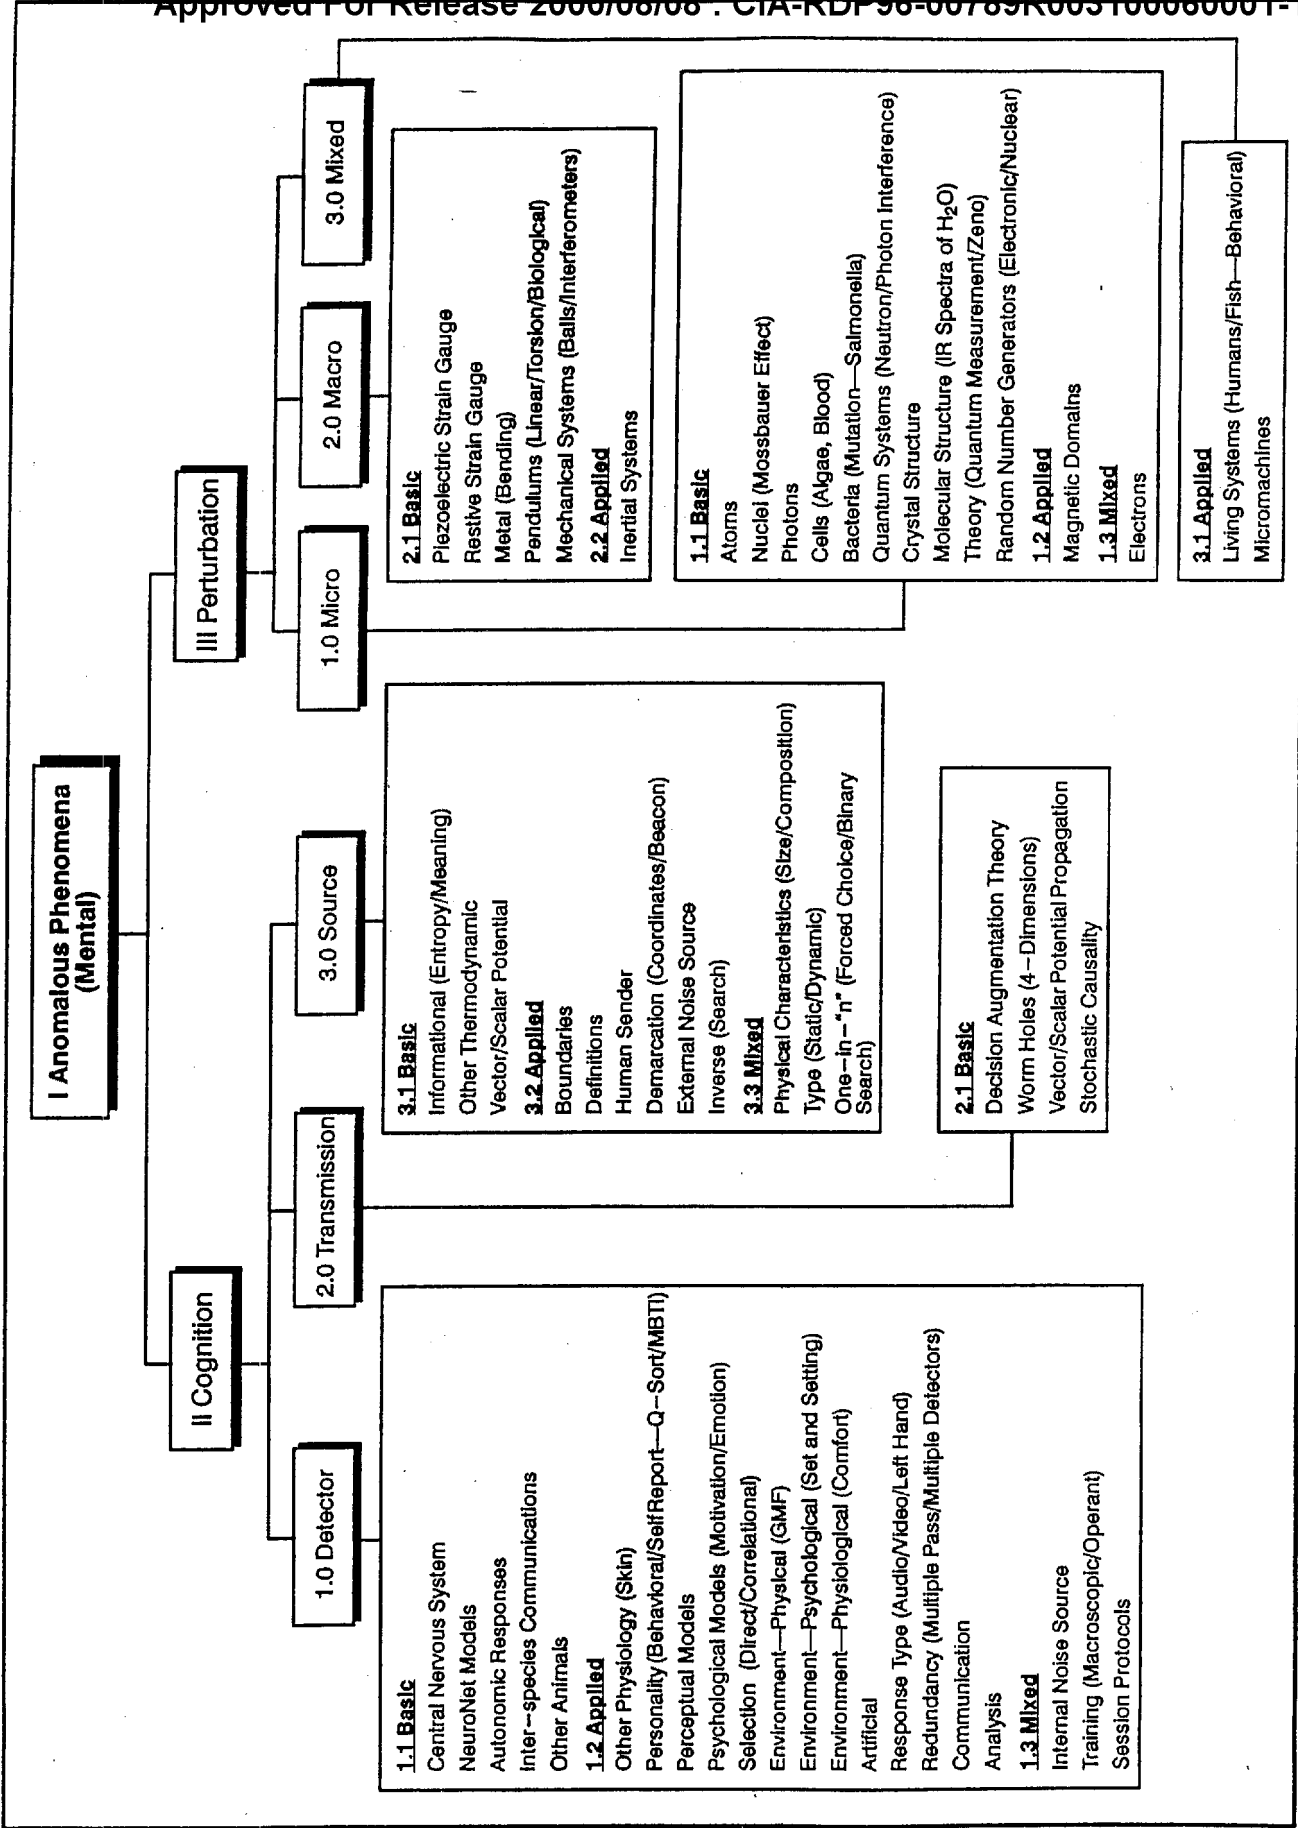 Approved For Release 2000/08/08 : CIA-RDP96-00789R003100060001-1
I Anomalous Phenomena
(Mental)
II Cognition
III Perturbation
1.0 Detector
2.0 Transmission
3.0 Source
1.0 Micro
2.0 Macro
3.0 Mixed
1.1 Basic
Central Nervous System
NeuroNet Models
Autonomic Responses
Inter-species Communications
Other Animals
1.2 Applied
Other Physiology (Skin)
Personality (Behavioral/Self Report—Q-Sort/MBTI)
Perceptual Models
Psychological Models (Motivation/Emotion)
Selection (Direct/Correlational)
Environment—Physical (GMF)
Environment—Psychological (Set and Setting)
Environment—Physiological (Comfort)
Artificial
Response Type (Audio/Video/Left Hand)
Redundancy (Multiple Pass/Multiple Detectors)
Communication
Analysis
1.3 Mixed
Internal Noise Source
Training (Macroscopic/Operant)
Session Protocols
3.1 Basic
Informational (Entropy/Meaning)
Other Thermodynamic
Vector/Scalar Potential
3.2 Applied
Boundaries
Definitions
Human Sender
Demarcation (Coordinates/Beacon)
External Noise Source
Inverse (Search)
3.3 Mixed
Physical Characteristics (Size/Composition)
Type (Static/Dynamic)
One-in-"n" (Forced Choice/Binary
Search)
2.1 Basic
Decision Augmentation Theory
Worm Holes (4-Dimensions)
Vector/Scalar Potential Propagation
Stochastic Causality
2.1 Basic
Piezoelectric Strain Gauge
Restive Strain Gauge
Metal (Bending)
Pendulums (Linear/Torsion/Biological)
Mechanical Systems (Balls/Interferometers)
2.2 Applied
Inertial Systems
1.1 Basic
Atoms
Nuclei (Mossbauer Effect)
Photons
Cells (Algae, Blood)
Bacteria (Mutation—Salmonella)
Quantum Systems (Neutron/Photon Interference)
Crystal Structure
Molecular Structure (IR Spectra of H₂O)
Theory (Quantum Measurement/Zeno)
Random Number Generators (Electronic/Nuclear)
1.2 Applied
Magnetic Domains
1.3 Mixed
Electrons
3.1 Applied
Living Systems (Humans/Fish—Behavioral)
Micromachines